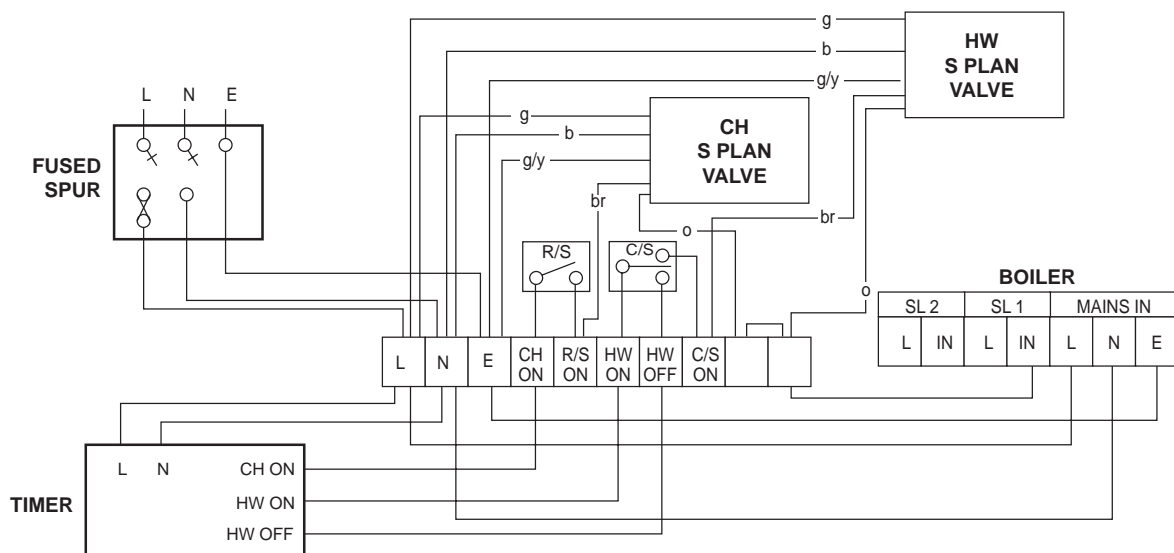 g
HW
S PLAN
VALVE
b
g/y
L N E
FUSED
SPUR
g
CH
S PLAN
VALVE
b
g/y
br
br
o
R/S
C/S
o
BOILER
SL 2 SL 1 MAINS IN
L IN L IN L N E
L N E CH ON R/S ON HW ON HW OFF C/S ON
TIMER
L N CH ON
HW ON
HW OFF